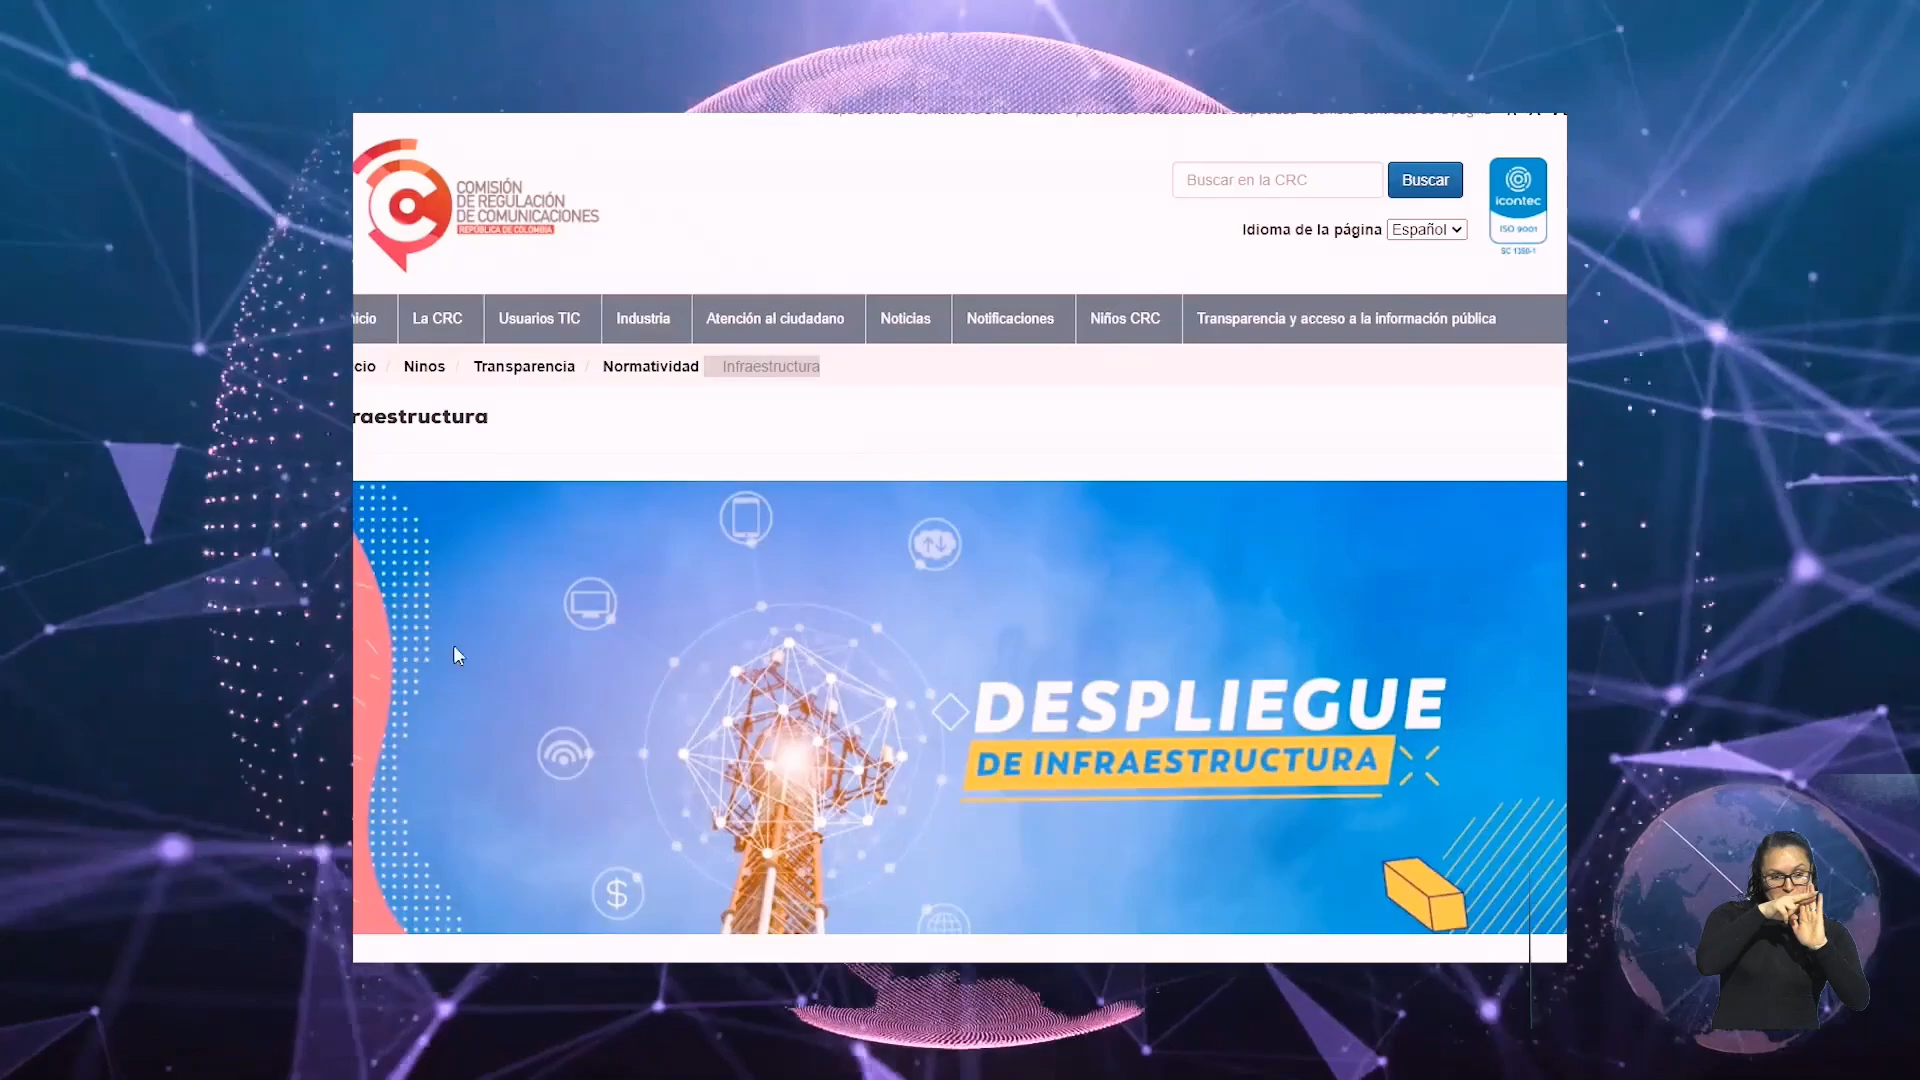 COMISIÓN
DE REGULACIÓN
DE COMUNICACIONES
REPÚBLICA DE COLOMBIA
Buscar en la CRC
Buscar
Idioma de la página
Español
icontec
ISO 9001
SC 1380-1
icio
La CRC
Usuarios TIC
Industria
Atención al ciudadano
Noticias
Notificaciones
Niños CRC
Transparencia y acceso a la información pública
cio / Ninos / Transparencia / Normatividad
Infraestructura
raestructura
DESPLIEGUE
DE INFRAESTRUCTURA
$